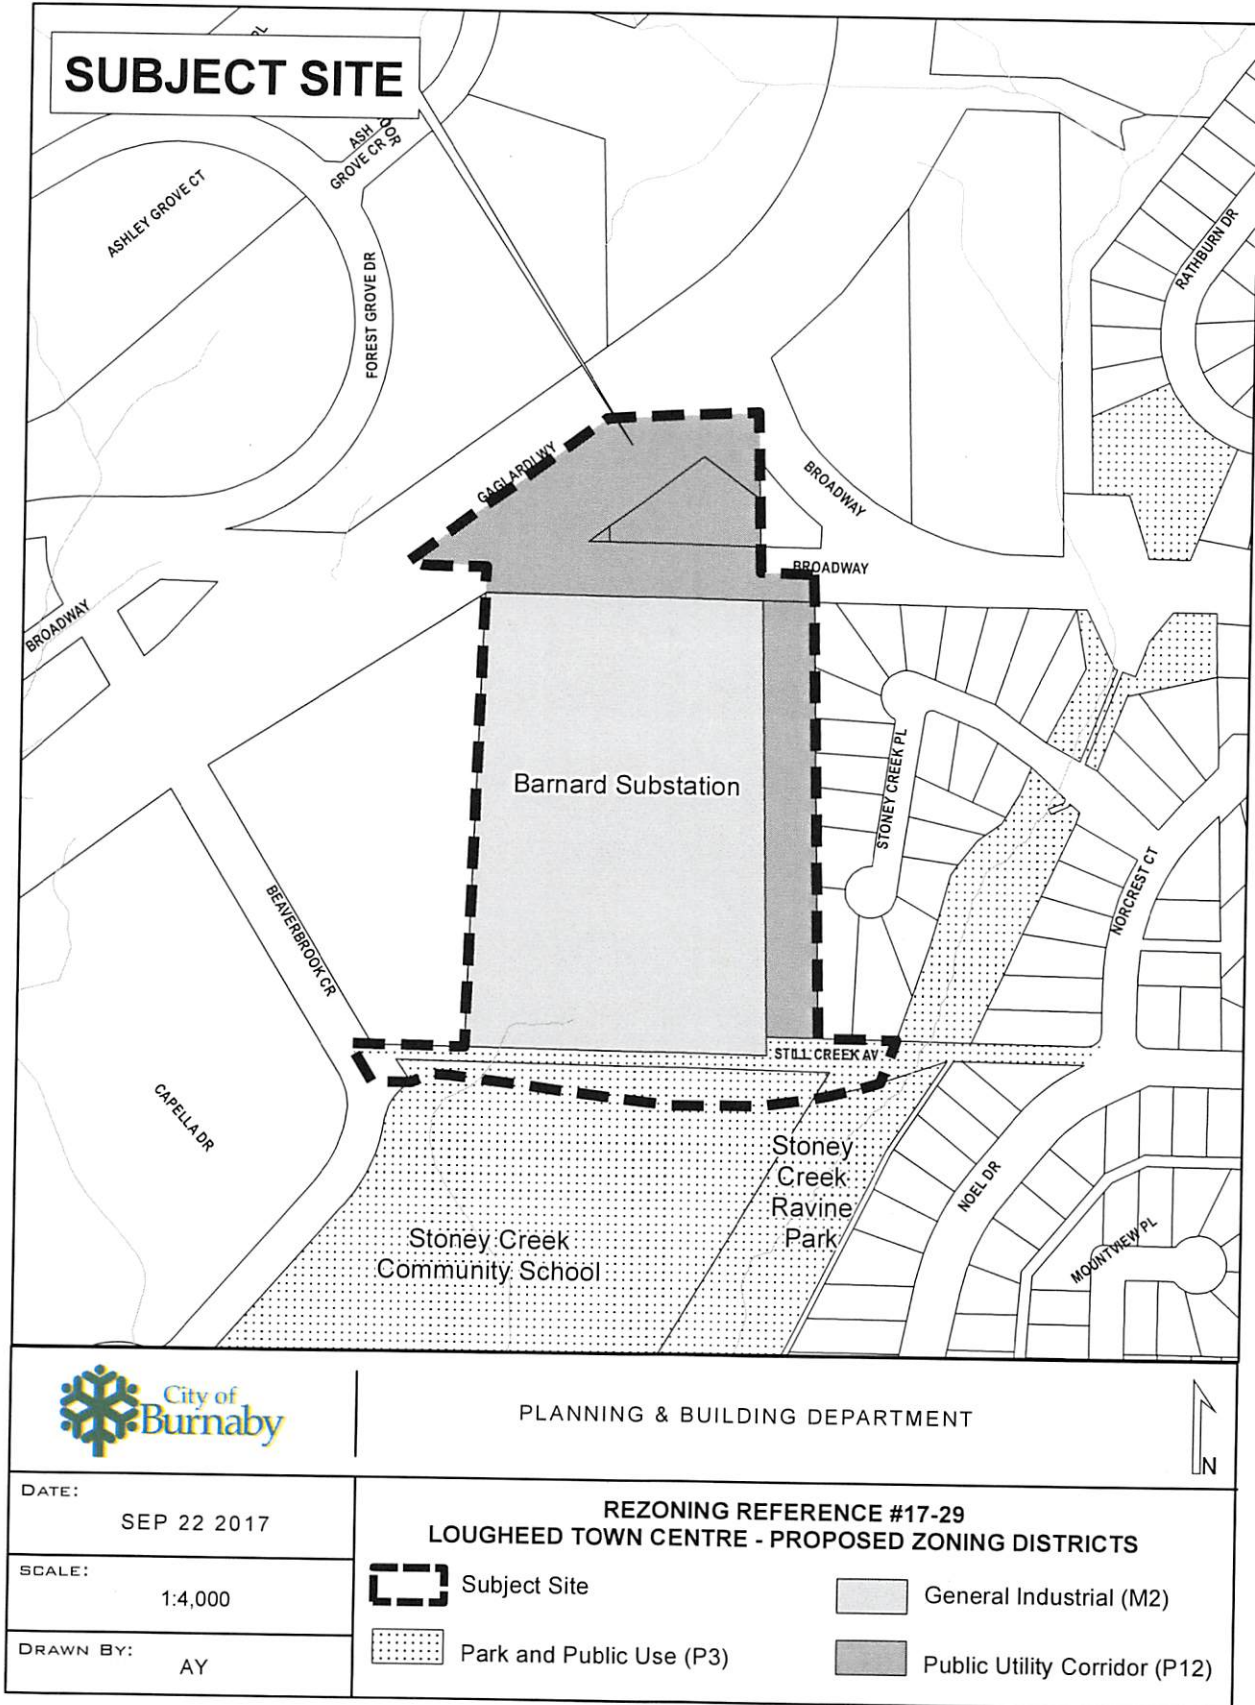 SUBJECT SITE
PL
ASH
GROVE CR
ASHLEY GROVE CT
FOREST GROVE DR
RATHBURN DR
GAGLARDI WY
BROADWAY
BROADWAY
BROADWAY
STONEY CREEK PL
Barnard Substation
BEAVERBROOK CR
NORCREST CT
STILL CREEK AV
CAPELLA DR
Stoney
Creek
Ravine
Park
NOEL DR
Stoney Creek
Community School
MOUNTVIEW PL
City of
Burnaby
PLANNING & BUILDING DEPARTMENT
N
DATE:
SEP 22 2017
SCALE:
1:4,000
DRAWN BY:
AY
REZONING REFERENCE #17-29
LOUGHEED TOWN CENTRE - PROPOSED ZONING DISTRICTS
Subject Site
General Industrial (M2)
Park and Public Use (P3)
Public Utility Corridor (P12)